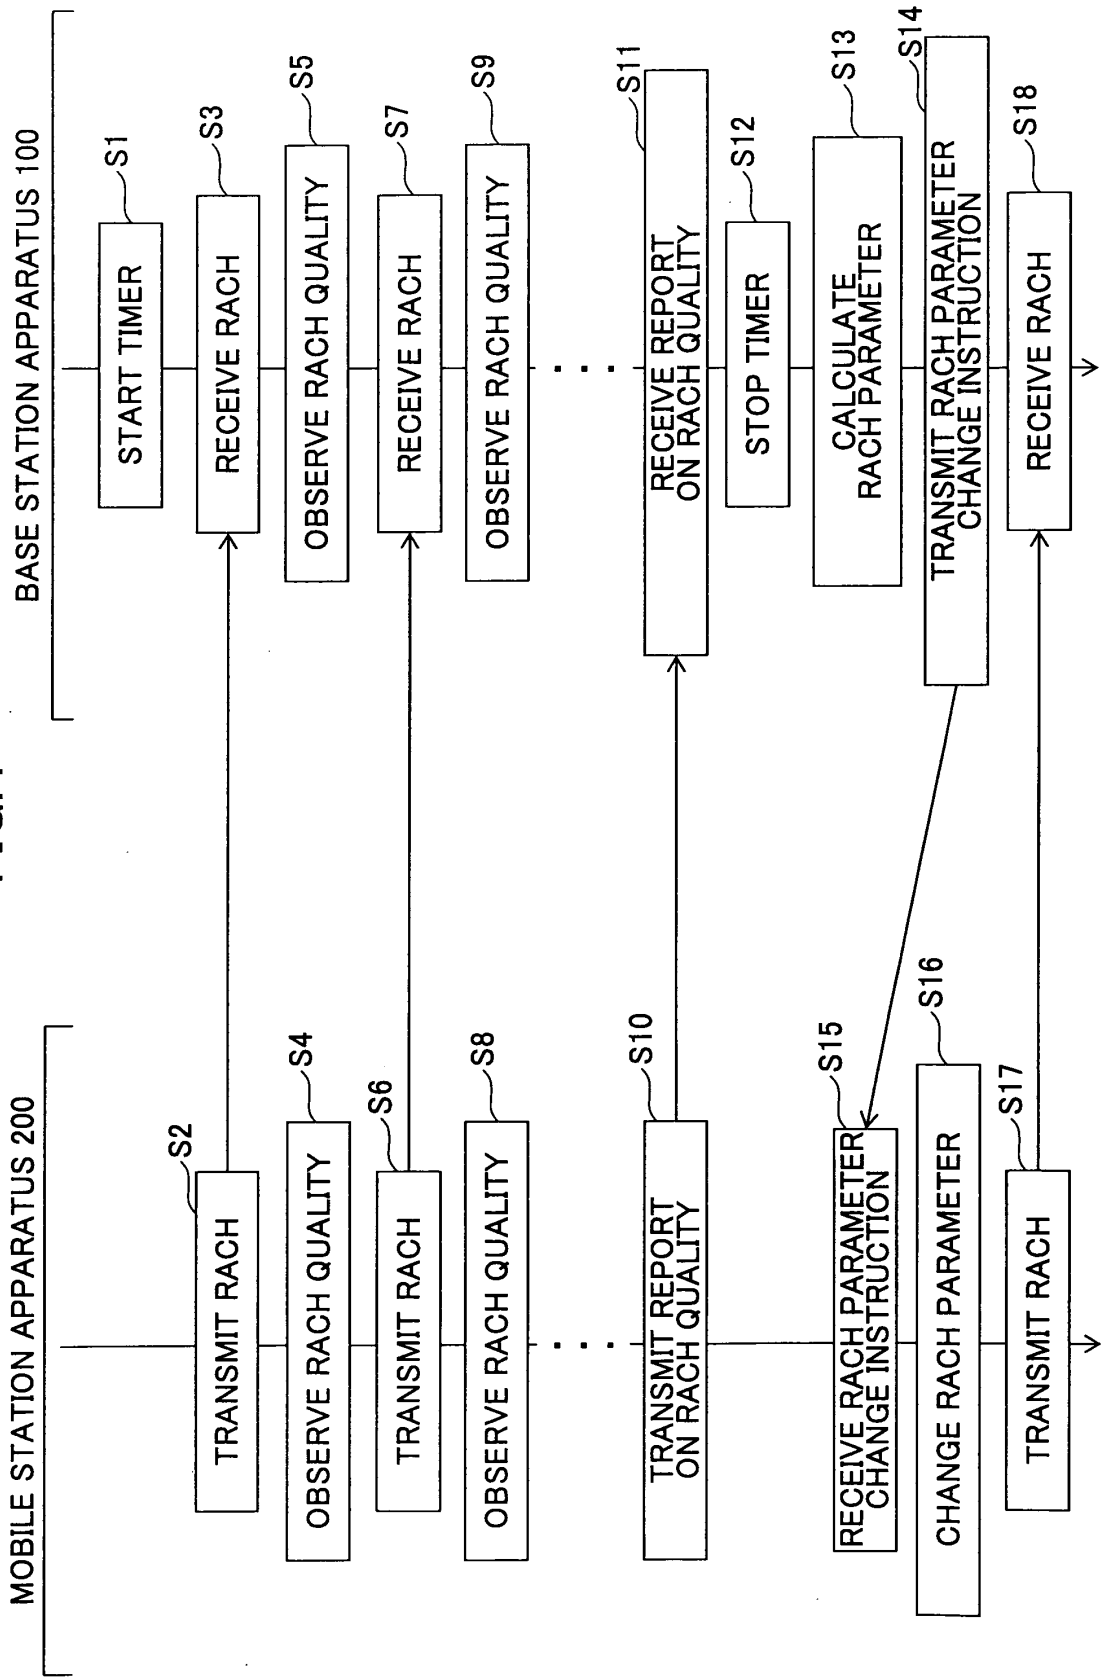 MOBILE STATION APPARATUS 200
BASE STATION APPARATUS 100
START TIMER
S1
S2
TRANSMIT RACH
RECEIVE RACH
S3
OBSERVE RACH QUALITY
S4
OBSERVE RACH QUALITY
S5
TRANSMIT RACH
S6
RECEIVE RACH
S7
OBSERVE RACH QUALITY
S8
OBSERVE RACH QUALITY
S9
TRANSMIT REPORT
ON RACH QUALITY
S10
RECEIVE REPORT
ON RACH QUALITY
S11
STOP TIMER
S12
CALCULATE
RACH PARAMETER
S13
TRANSMIT RACH PARAMETER
CHANGE INSTRUCTION
S14
RECEIVE RACH PARAMETER
CHANGE INSTRUCTION
S15
CHANGE RACH PARAMETER
S16
TRANSMIT RACH
S17
RECEIVE RACH
S18